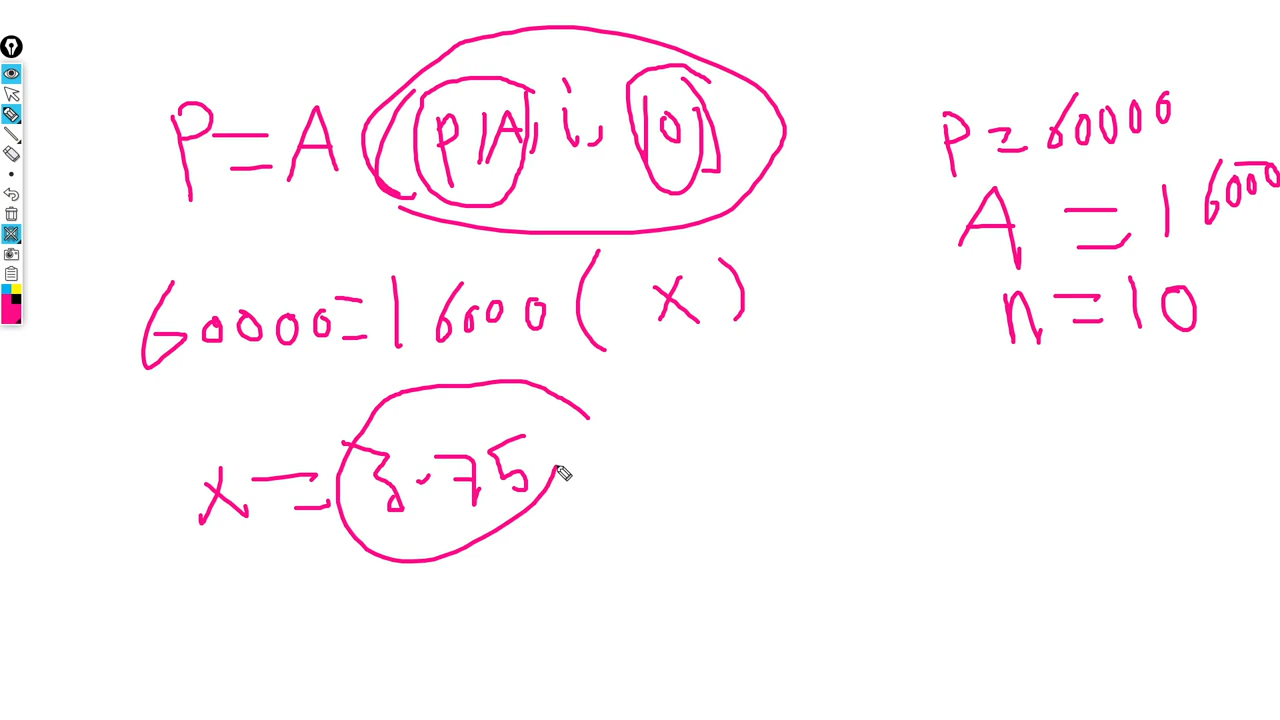 P=A (P|A, i, 10)
P=60000
A=16000
n=10
60000=16000(x)
x=3.75